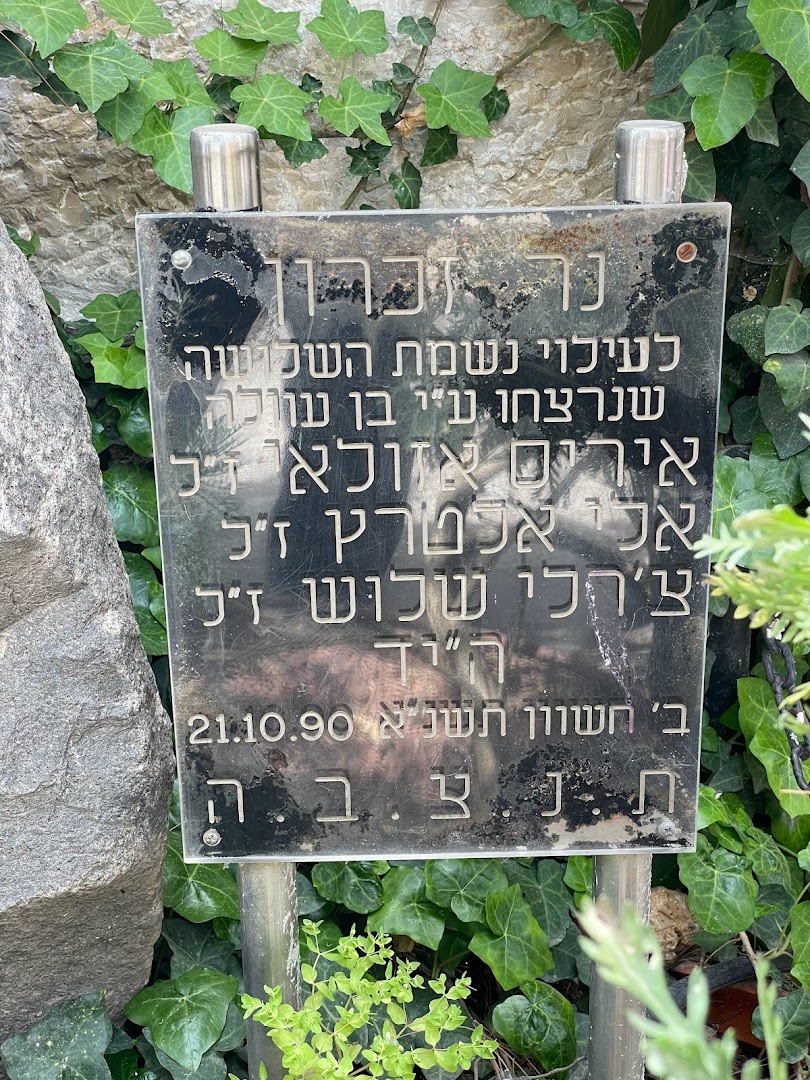 נר זכרון
לעילוי נשמת השלושה
שנרצחו ע"י בן עוולה
איריס אזולאי ז"ל
אלי אלטרץ ז"ל
צ'רלי שלוש ז"ל
ה"יד
ב' חשוון תשנ"א 21.10.90
ת.נ.צ.ב.ה